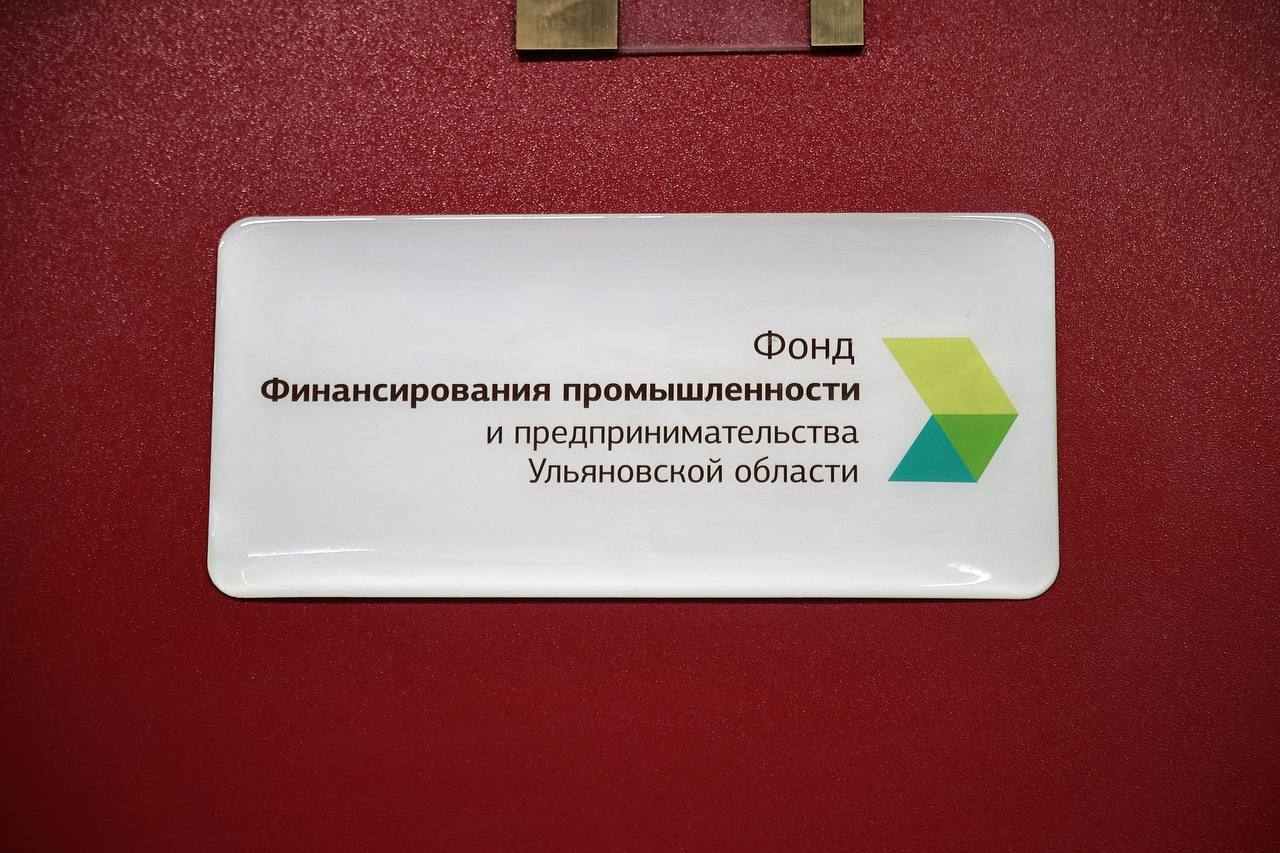 Фонд
Финансирования промышленности
и предпринимательства
Ульяновской области